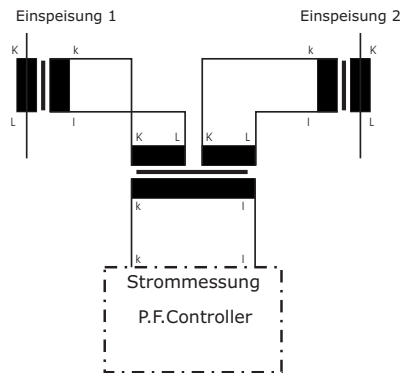 Einspeisung 1
Einspeisung 2
K
k
k
K
L
l
l
L
K
L
K
L
k
l
k
l
Strommessung
P.F.Controller